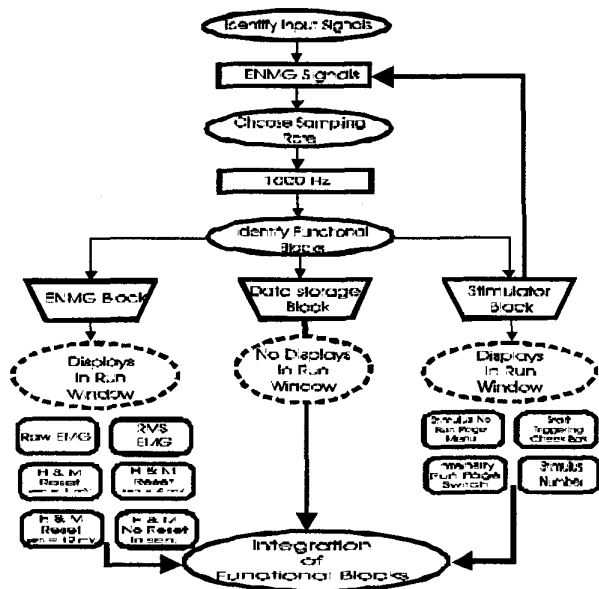 Identify Input Signals
ENMG Signals
Choose Sampling
Rate
1000 Hz
Identify Functional
Blocks
ENMG Block
Data storage
Block
Stimulator
Block
Displays
In Run
Window
No Displays
In Run
Window
Displays
In Run
Window
Raw EMG
RMS
EMG
H & M
Reset
H & M
Reset
H & M
Reset
H & M
No Reset
Stimulus No
Run Page
Menu
Start
Triggering
Check Box
Intensity
Run Page
Switch
Stimulus
Number
Integration
of
Functional Blocks